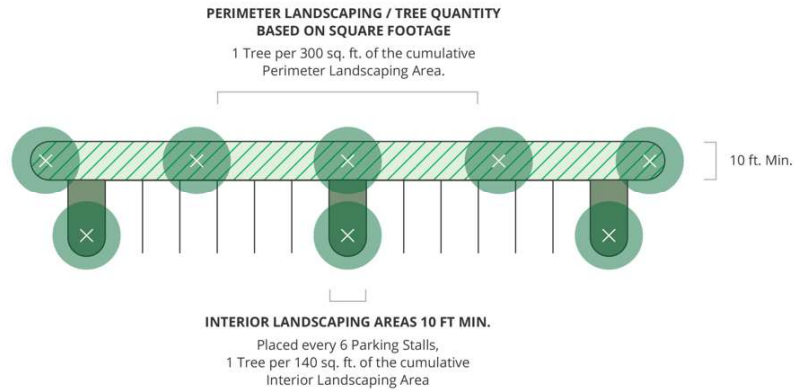 PERIMETER LANDSCAPING / TREE QUANTITY
BASED ON SQUARE FOOTAGE
1 Tree per 300 sq. ft. of the cumulative
Perimeter Landscaping Area.
10 ft. Min.
INTERIOR LANDSCAPING AREAS 10 FT MIN.
Placed every 6 Parking Stalls,
1 Tree per 140 sq. ft. of the cumulative
Interior Landscaping Area